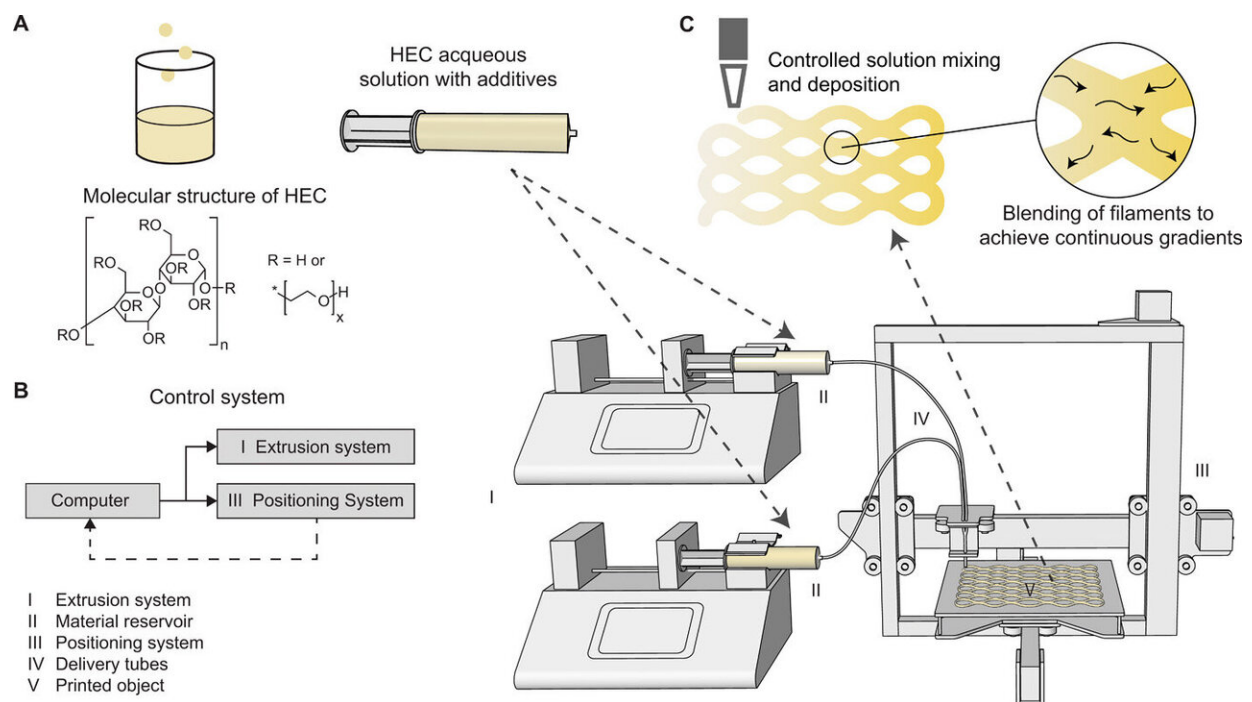 A
HEC acqueous
solution with additives
Molecular structure of HEC
RO
RO
RO
RO
RO
OR
O
O
OR
OR
O
O
OR
R
n
R = H or
*
O
H
x
B
Control system
I Extrusion system
Computer
III Positioning System
I Extrusion system
II Material reservoir
III Positioning system
IV Delivery tubes
V Printed object
C
Controlled solution mixing
and deposition
Blending of filaments to
achieve continuous gradients
II
IV
III
I
II
V